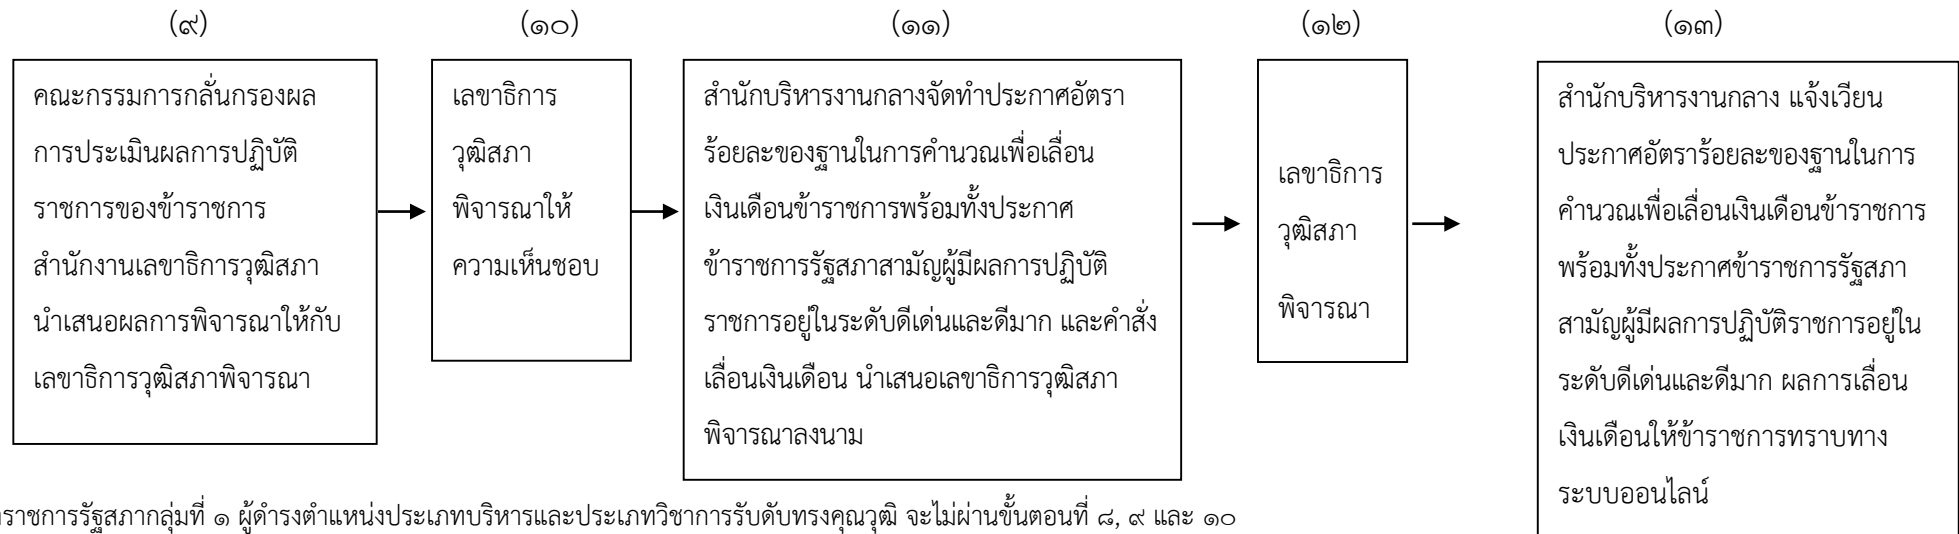 (๙)
คณะกรรมการกลั่นกรองผล
การประเมินผลการปฏิบัติ
ราชการของข้าราชการ
สำนักงานเลขาธิการวุฒิสภา
นำเสนอผลการพิจารณาให้กับ
เลขาธิการวุฒิสภาพิจารณา
(๑๐)
เลขาธิการ
วุฒิสภา
พิจารณาให้
ความเห็นชอบ
(๑๑)
สำนักบริหารงานกลางจัดทำประกาศอัตรา
ร้อยละของฐานในการคำนวณเพื่อเลื่อน
เงินเดือนข้าราชการพร้อมทั้งประกาศ
ข้าราชการรัฐสภาสามัญผู้มีผลการปฏิบัติ
ราชการอยู่ในระดับดีเด่นและดีมาก และคำสั่ง
เลื่อนเงินเดือน นำเสนอเลขาธิการวุฒิสภา
พิจารณาลงนาม
(๑๒)
เลขาธิการ
วุฒิสภา
พิจารณา
(๑๓)
สำนักบริหารงานกลาง แจ้งเวียน
ประกาศอัตราร้อยละของฐานในการ
คำนวณเพื่อเลื่อนเงินเดือนข้าราชการ
พร้อมทั้งประกาศข้าราชการรัฐสภา
สามัญผู้มีผลการปฏิบัติราชการอยู่ใน
ระดับดีเด่นและดีมาก ผลการเลื่อน
เงินเดือนให้ข้าราชการทราบทาง
ระบบออนไลน์
ราชการรัฐสภากลุ่มที่ ๑ ผู้ดำรงตำแหน่งประเภทบริหารและประเภทวิชาการรับดับทรงคุณวุฒิ จะไม่ผ่านขั้นตอนที่ ๘, ๙ และ ๑๐